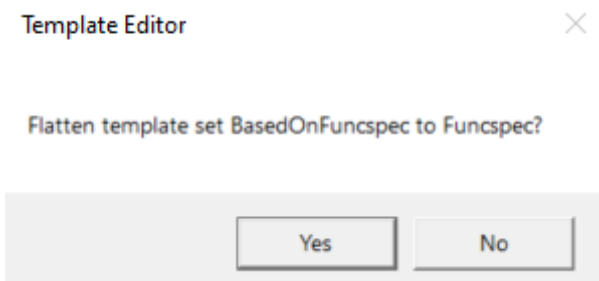 Template Editor
Flatten template set BasedOnFuncspec to Funcspec?
Yes
No